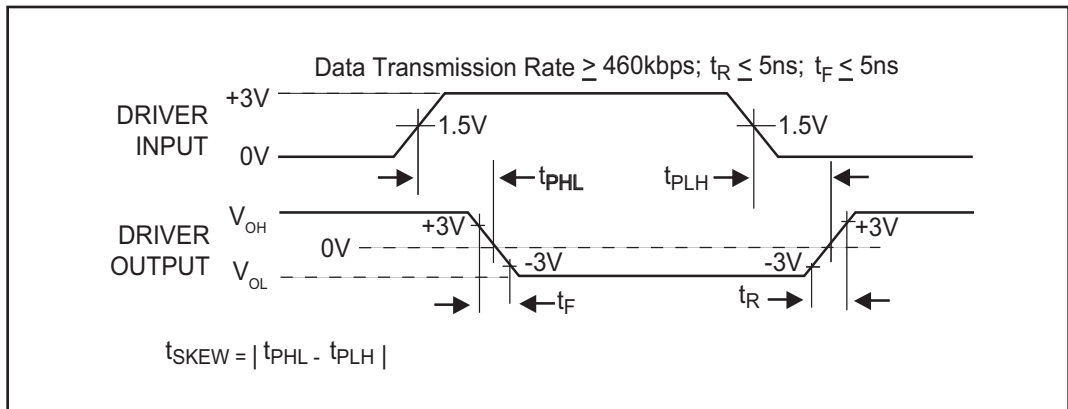 Data Transmission Rate ≥ 460kbps; tR ≤ 5ns; tF ≤ 5ns
+3V
DRIVER
INPUT
1.5V
1.5V
0V
tPHL
tPLH
VOH
+3V
+3V
DRIVER
OUTPUT
0V
-3V
-3V
VOL
tF
tR
tSKEW = | tPHL - tPLH |